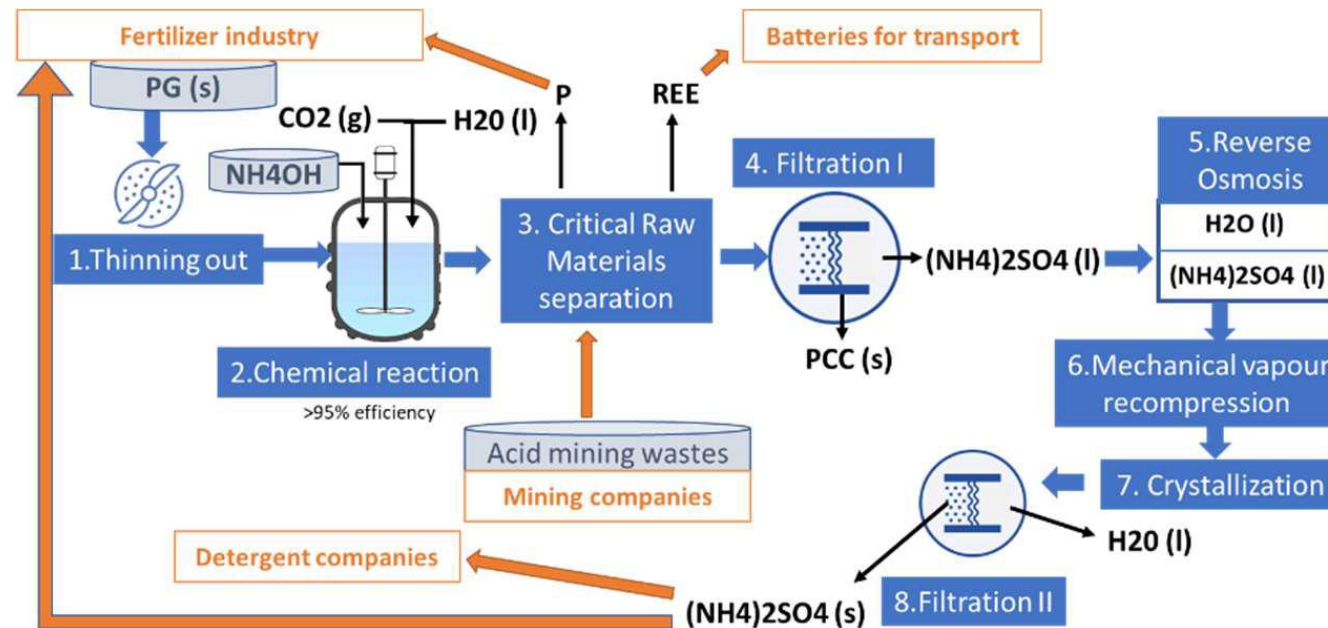 Fertilizer industry
Batteries for transport
PG (s)
P
REE
CO2 (g)
H20 (l)
NH4OH
4. Filtration I
5.Reverse
Osmosis
H2O (l)
(NH4)2SO4 (l)
1.Thinning out
3. Critical Raw
Materials
separation
(NH4)2SO4 (l)
PCC (s)
2.Chemical reaction
>95% efficiency
6.Mechanical vapour
recompression
Acid mining wastes
Mining companies
7. Crystallization
H20 (l)
Detergent companies
(NH4)2SO4 (s)
8.Filtration II